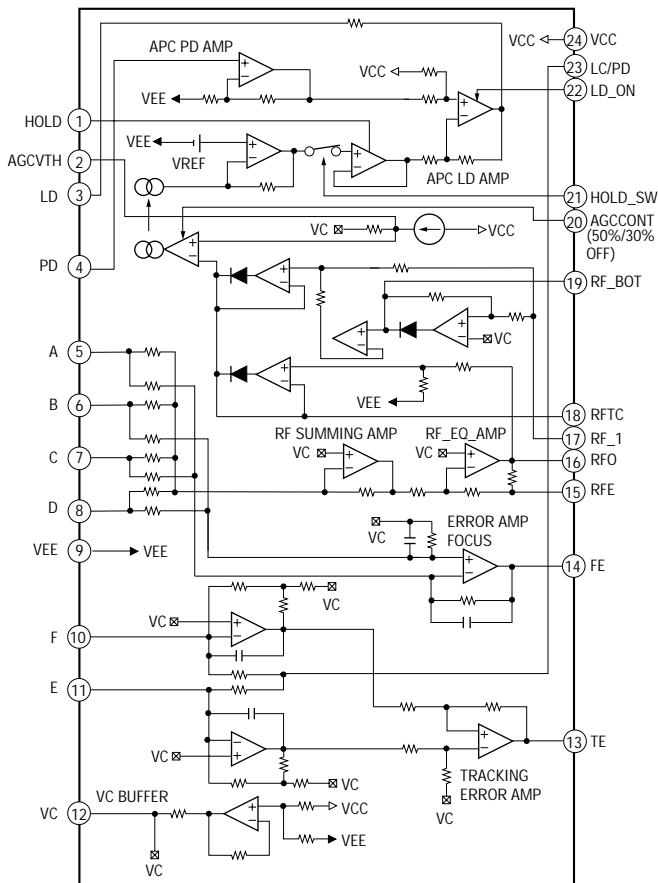 APC PD AMP
VCC
24 VCC
VCC
23 LC/PD
VEE
22 LD_ON
HOLD 1
VEE
VREF
AGCVTH 2
APC LD AMP
LD 3
21 HOLD_SW
20 AGCCONT
(50%/30%
OFF)
VC
VCC
PD 4
19 RF_BOT
VC
A 5
B 6
VEE
18 RFTC
RF SUMMING AMP
RF_EQ_AMP
17 RF_1
C 7
VC
VC
16 RFO
15 RFE
D 8
VC
ERROR AMP
FOCUS
VEE 9
VEE
14 FE
VC
VC
F 10
E 11
VC
13 TE
VC
TRACKING
ERROR AMP
VC
VC BUFFER
VC 12
VCC
VEE
VC